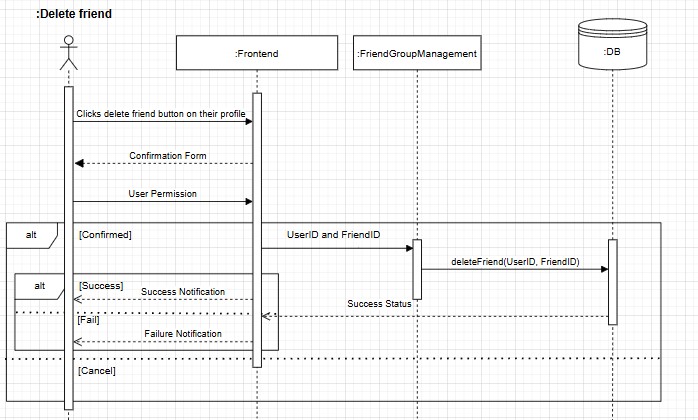 :Delete friend
:Frontend
:FriendGroupManagement
:DB
Clicks delete friend button on their profile
Confirmation Form
User Permission
alt
[Confirmed]
UserID and FriendID
deleteFriend(UserID, FriendID)
alt
[Success]
Success Notification
Success Status
[Fail]
Failure Notification
[Cancel]